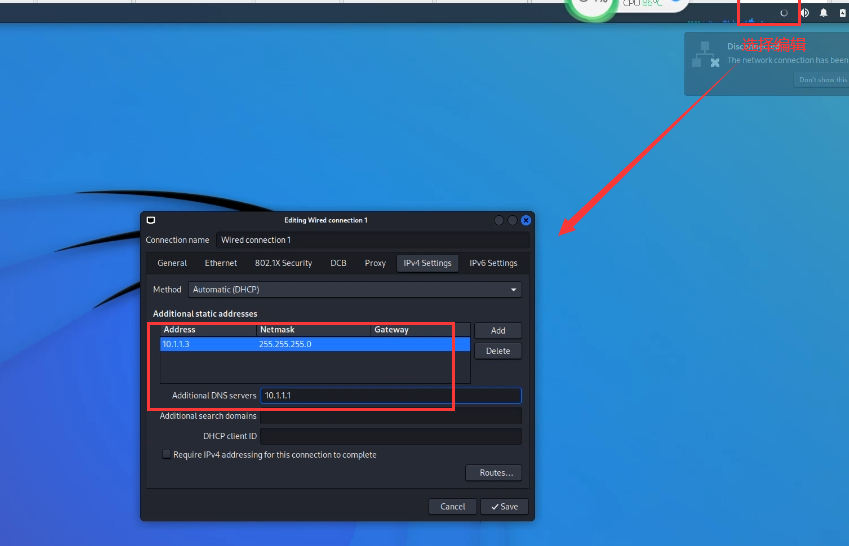 CPU 86°C
选择编辑
Disconnected
The network connection has been
Don't show this
Editing Wired connection 1
Connection name Wired connection 1
General Ethernet 802.1X Security DCB Proxy IPv4 Settings IPv6 Settings
Method Automatic (DHCP)
Additional static addresses
Address Netmask Gateway
Add
10.1.1.3 255.255.255.0
Delete
Additional DNS servers 10.1.1.1
Additional search domains
DHCP client ID
Require IPv4 addressing for this connection to complete
Routes...
Cancel Save